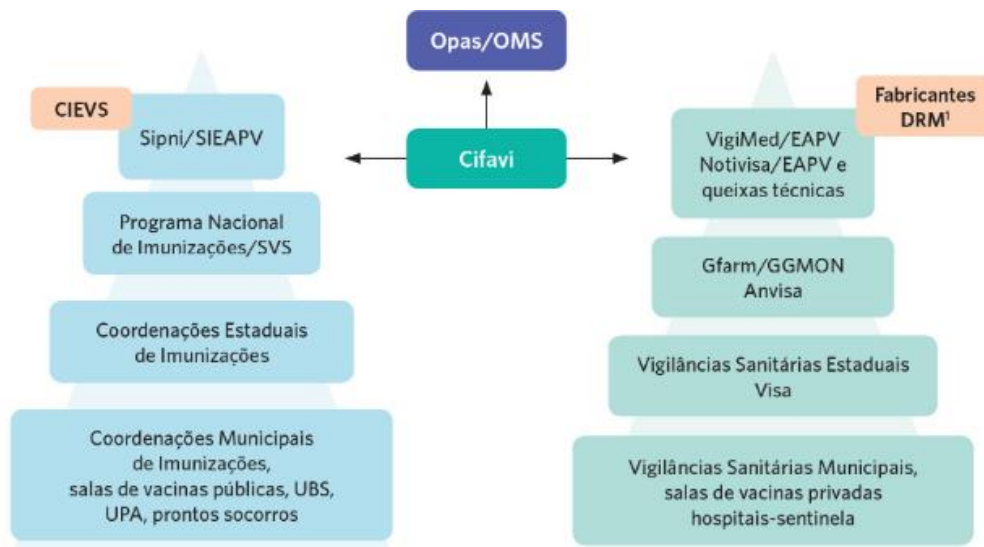 Opas/OMS
CIEVS
Sipni/SIEAPV
Cifavi
Fabricantes
DRM¹
VigiMed/EAPV
Notivisa/EAPV e
queixas técnicas
Programa Nacional
de Imunizações/SVS
Gfarm/GGMON
Anvisa
Coordenações Estaduais
de Imunizações
Vigilâncias Sanitárias Estaduais
Visa
Coordenações Municipais
de Imunizações,
salas de vacinas públicas, UBS,
UPA, prontos socorros
Vigilâncias Sanitárias Municipais,
salas de vacinas privadas
hospitais-sentinela